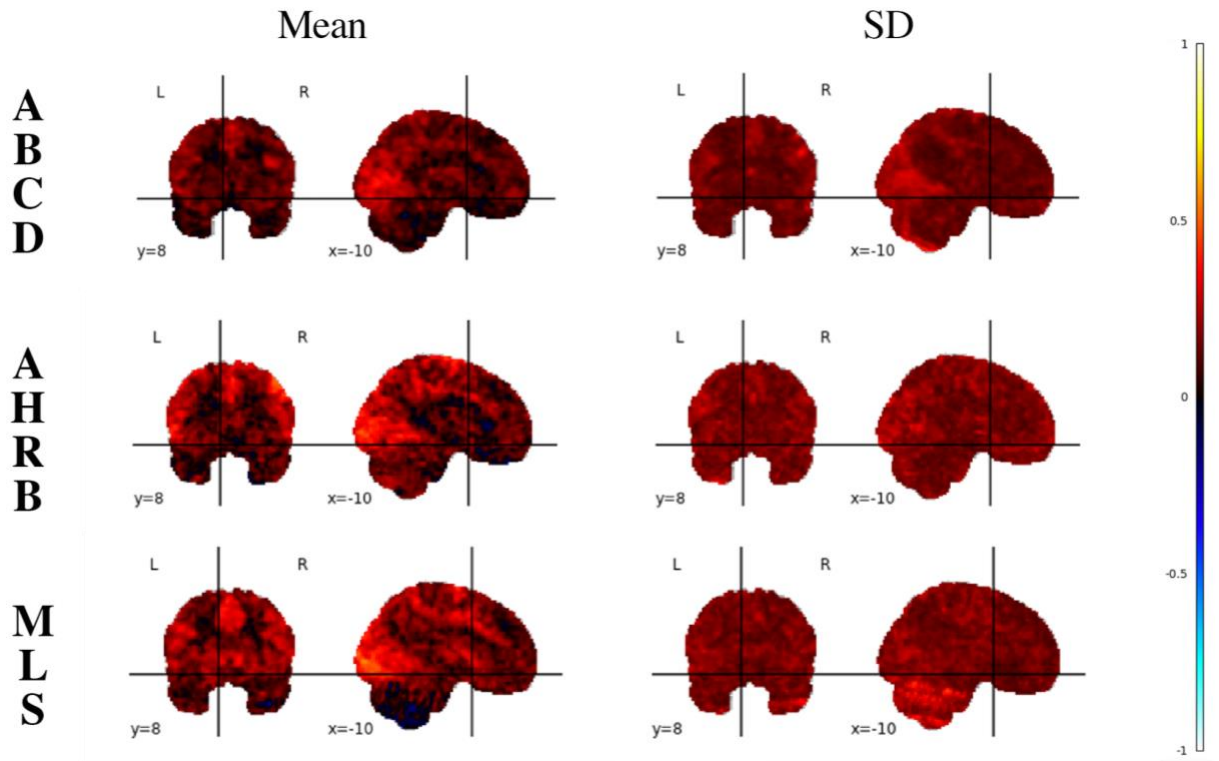 Mean SD
1
A
B
C
D
L R L R
y=8 x=-10 y=8 x=-10
0.5
A
H
R
B
L R L R
y=8 x=-10 y=8 x=-10
0
M
L
S
L R L R
y=8 x=-10 y=8 x=-10
-0.5
-1